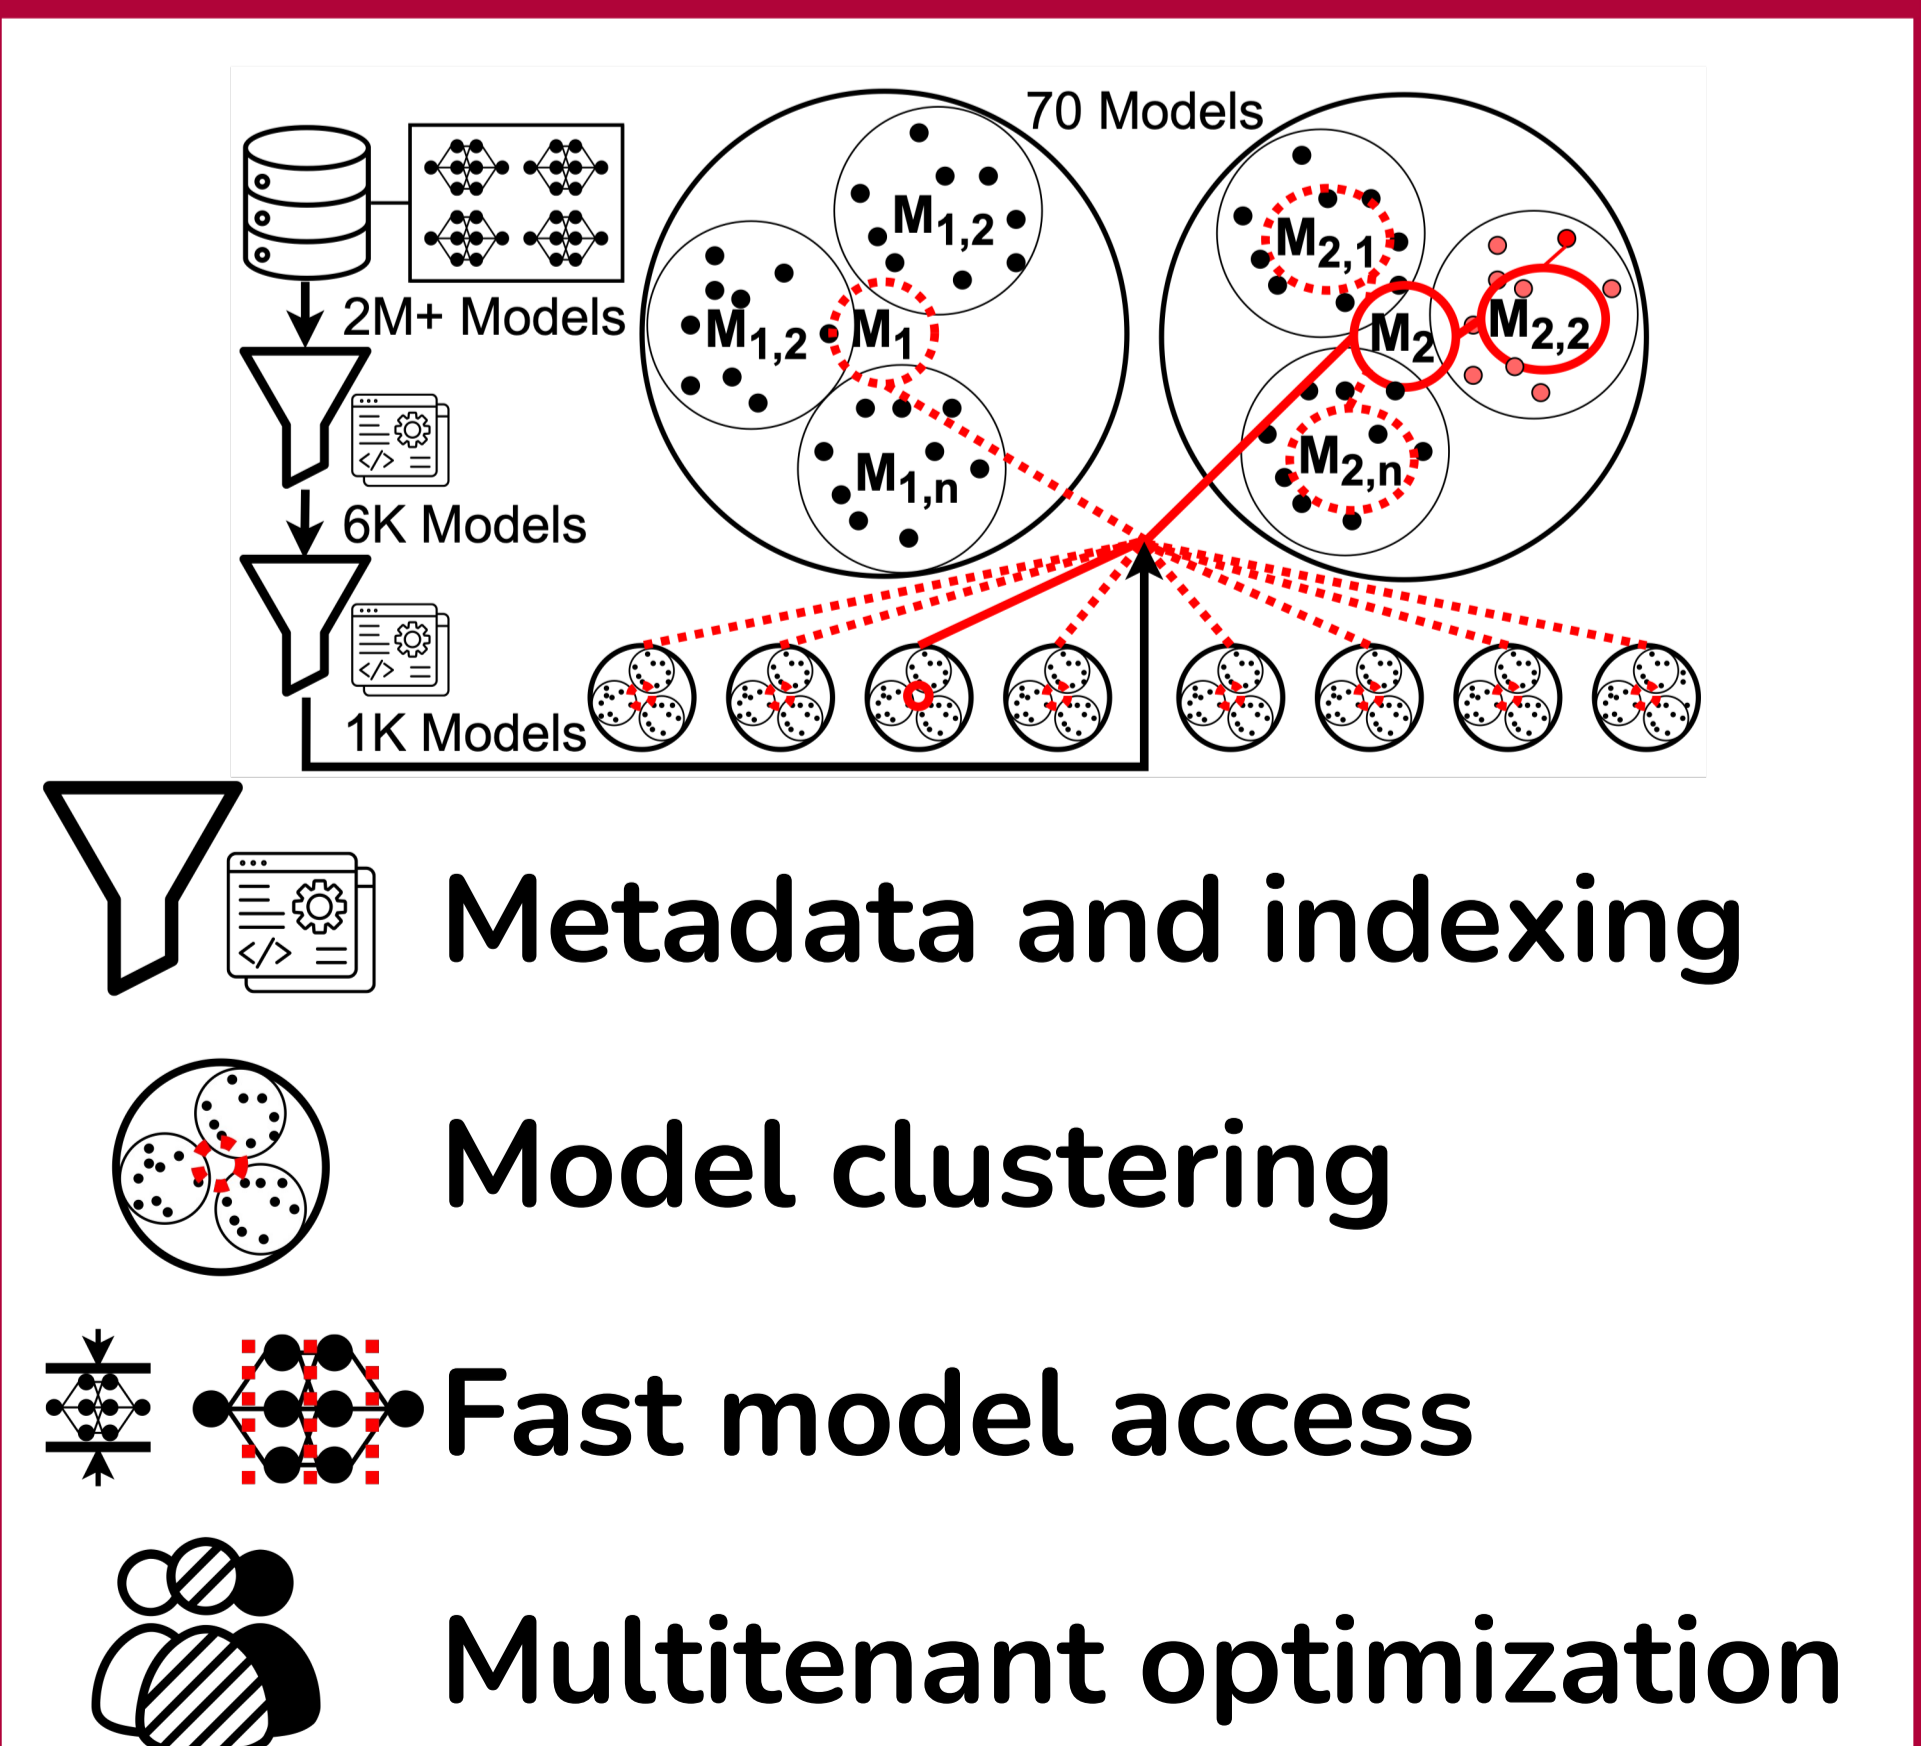 70 Models
M1,2
M2,1
2M+ Models
M1,2
M1
M2
M2,2
M1,n
M2,n
6K Models
1K Models
</>
</>
Metadata and indexing
</>
Model clustering
Fast model access
Multitenant optimization